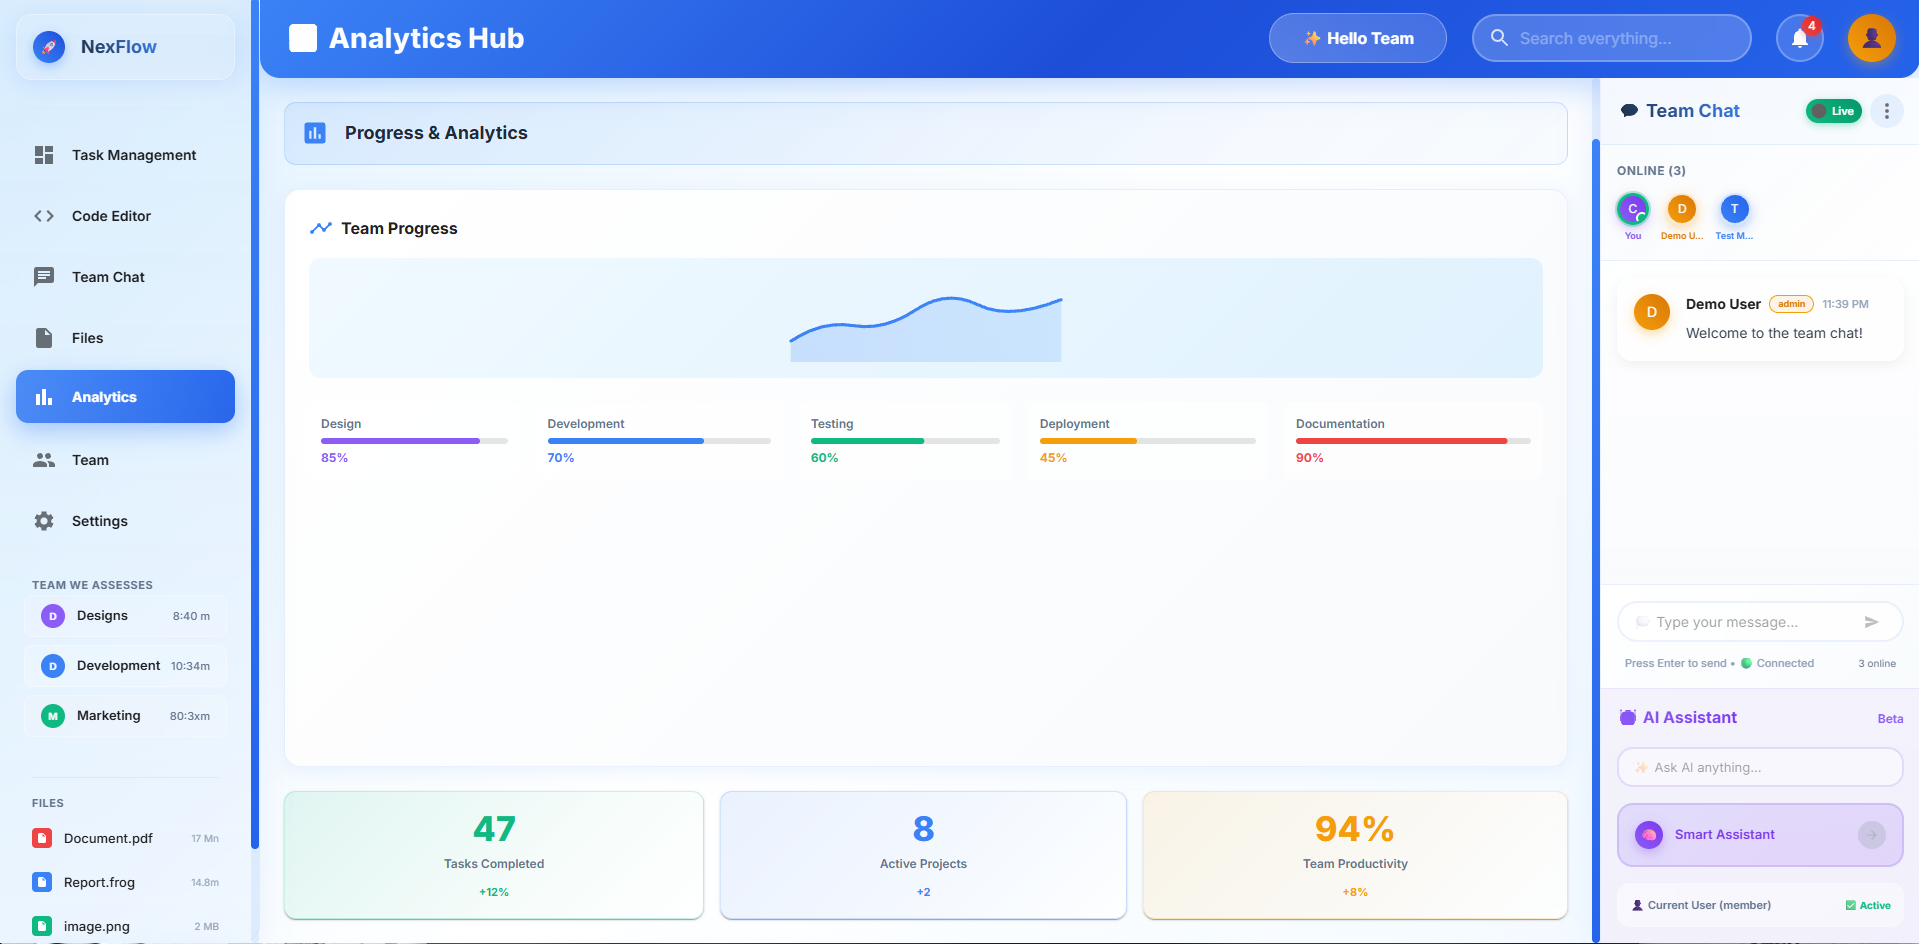 NexFlow
Task Management
Code Editor
Team Chat
Files
Analytics
Team
Settings
TEAM WE ASSESSES
D Designs 8:40 m
D Development 10:34m
M Marketing 80:3xm
FILES
Document.pdf 17 Mn
Report.frog 14.8m
image.png 2 MB
Analytics Hub
✨ Hello Team
Search everything...
4
Progress & Analytics
Team Progress
Design
85%
Development
70%
Testing
60%
Deployment
45%
Documentation
90%
47
Tasks Completed
+12%
8
Active Projects
+2
94%
Team Productivity
+8%
Team Chat
Live
ONLINE (3)
C D T
You Demo U... Test M...
D
Demo User admin 11:39 PM
Welcome to the team chat!
Type your message...
Press Enter to send • Connected 3 online
AI Assistant Beta
✨ Ask AI anything...
Smart Assistant
Current User (member) ✅ Active